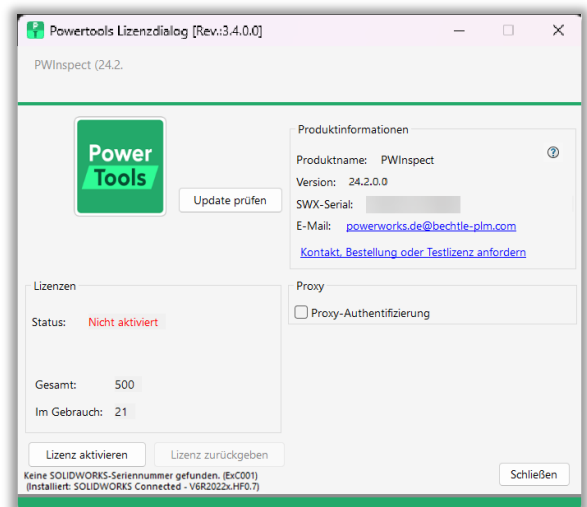 Powertools Lizenzdialog [Rev.:3.4.0.0]
PWInspect (24.2.
Power
Tools
Update prüfen
Produktinformationen
Produktname: PWInspect
Version: 24.2.0.0
SWX-Serial:
E-Mail: powerworks.de@bechtle-plm.com
Kontakt, Bestellung oder Testlizenz anfordern
Lizenzen
Status: Nicht aktiviert
Gesamt: 500
Im Gebrauch: 21
Proxy
Proxy-Authentifizierung
Lizenz aktivieren
Lizenz zurückgeben
Keine SOLIDWORKS-Seriennummer gefunden. (ExC001)
(Installiert: SOLIDWORKS Connected - V6R2022x.HF0.7)
Schließen